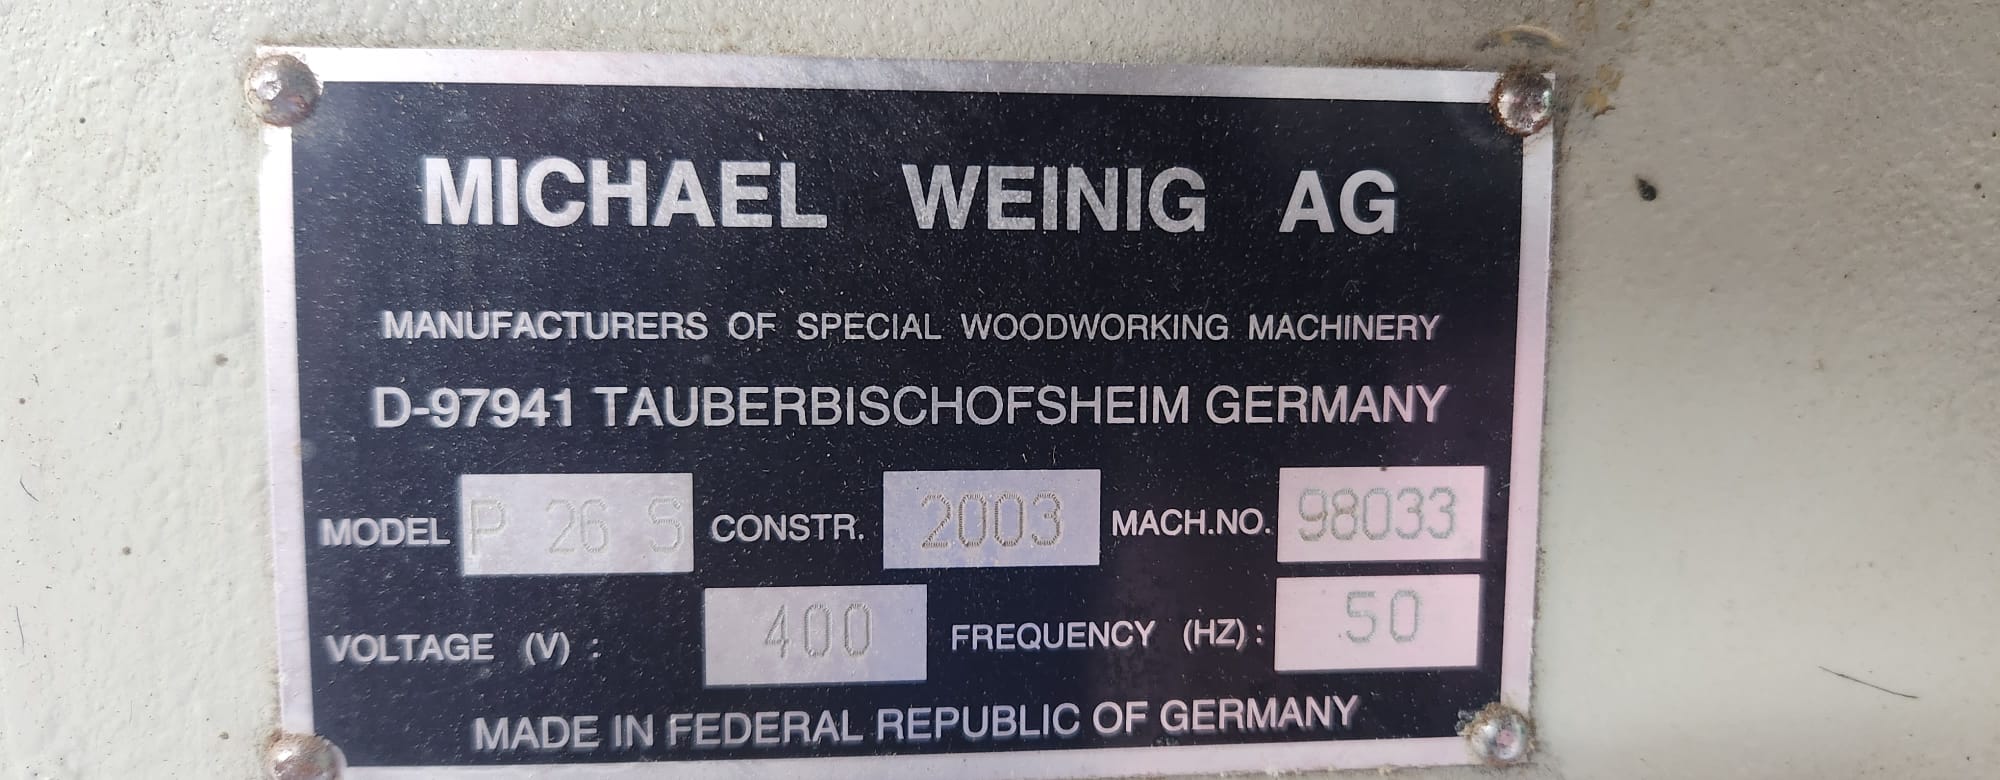 MICHAEL WEINIG AG
MANUFACTURERS OF SPECIAL WOODWORKING MACHINERY
D-97941 TAUBERBISCHOFSHEIM GERMANY
MODEL P 26 S CONSTR. 2003 MACH.NO. 98033
VOLTAGE (V) : 400 FREQUENCY (HZ) : 50
MADE IN FEDERAL REPUBLIC OF GERMANY